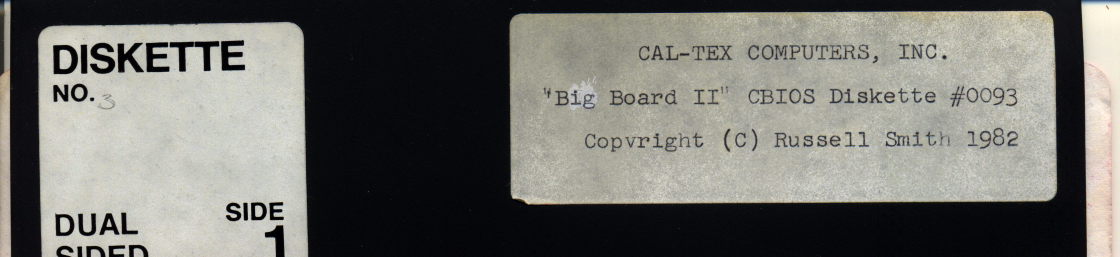 DISKETTE
NO. 3
DUAL
SIDED
SIDE
1
CAL-TEX COMPUTERS, INC.
"Big Board II" CBIOS Diskette #0093
Copyright (C) Russell Smith 1982